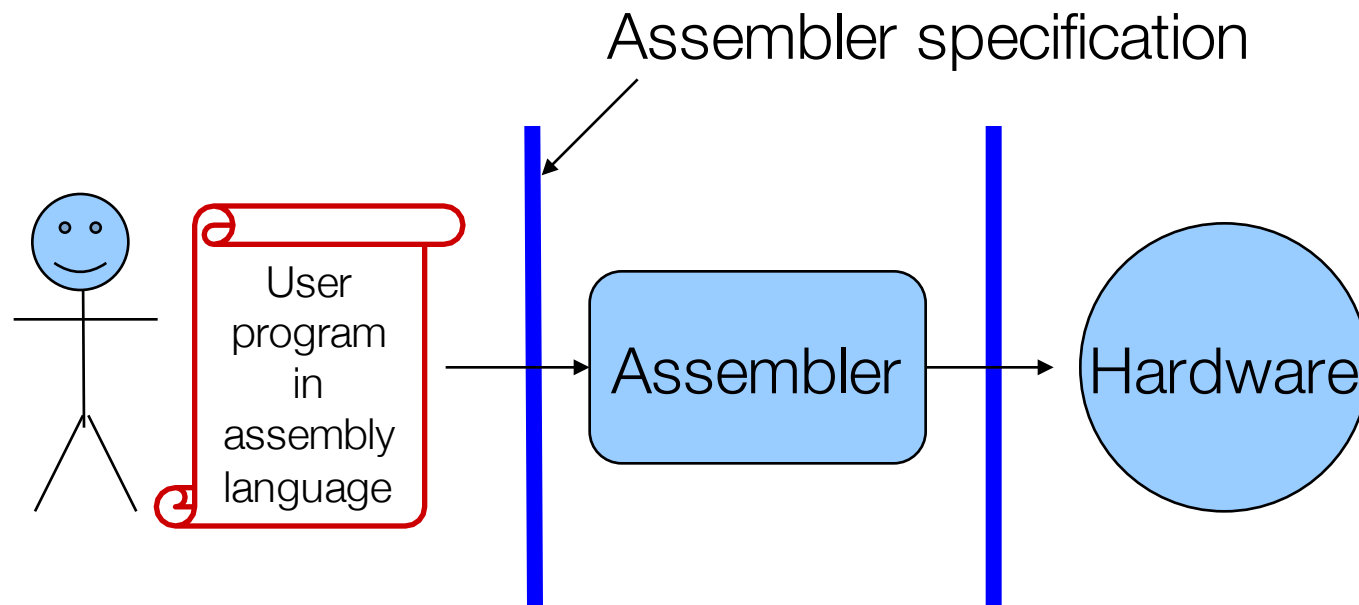 Assembler specification
User
program
in
assembly
language
Assembler
Hardware